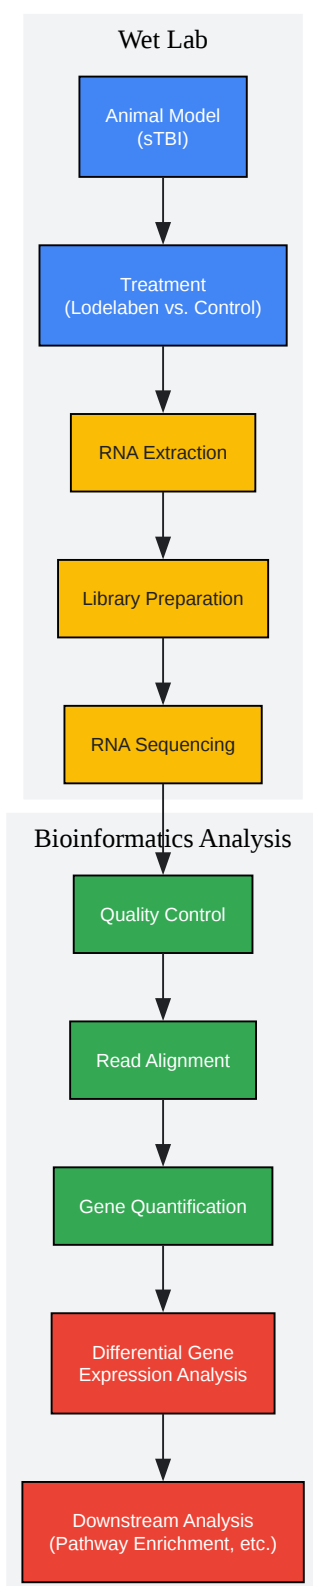 Wet Lab
Animal Model
(sTBI)
Treatment
(Lodelaben vs. Control)
RNA Extraction
Library Preparation
RNA Sequencing
Bioinformatics Analysis
Quality Control
Read Alignment
Gene Quantification
Differential Gene
Expression Analysis
Downstream Analysis
(Pathway Enrichment, etc.)